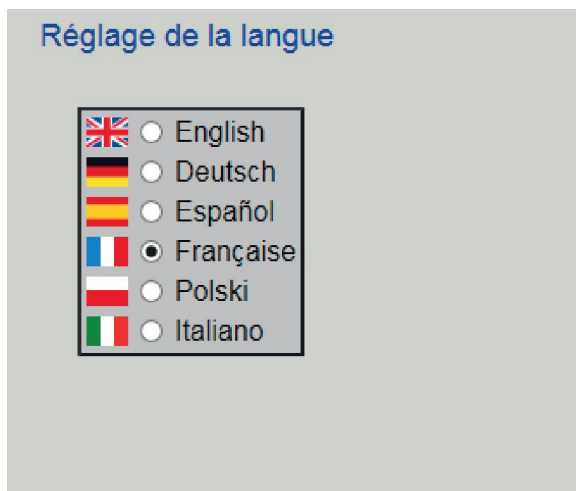 Réglage de la langue
English
Deutsch
Español
Française
Polski
Italiano